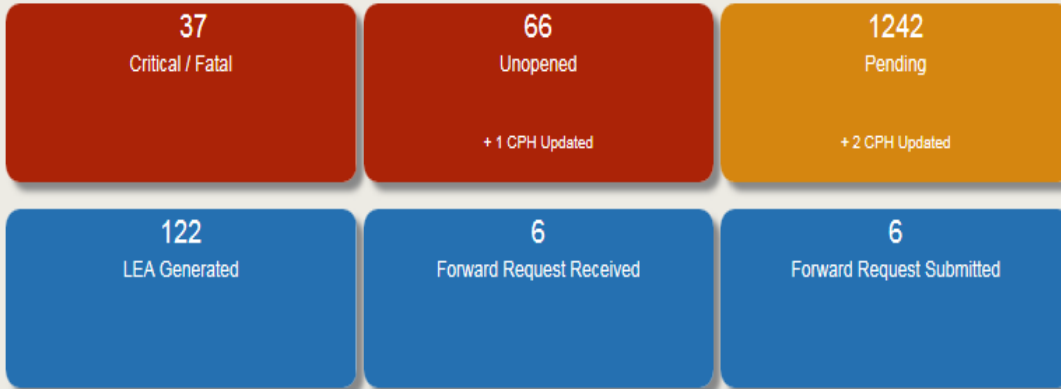 37
Critical / Fatal
66
Unopened
+ 1 CPH Updated
1242
Pending
+ 2 CPH Updated
122
LEA Generated
6
Forward Request Received
6
Forward Request Submitted